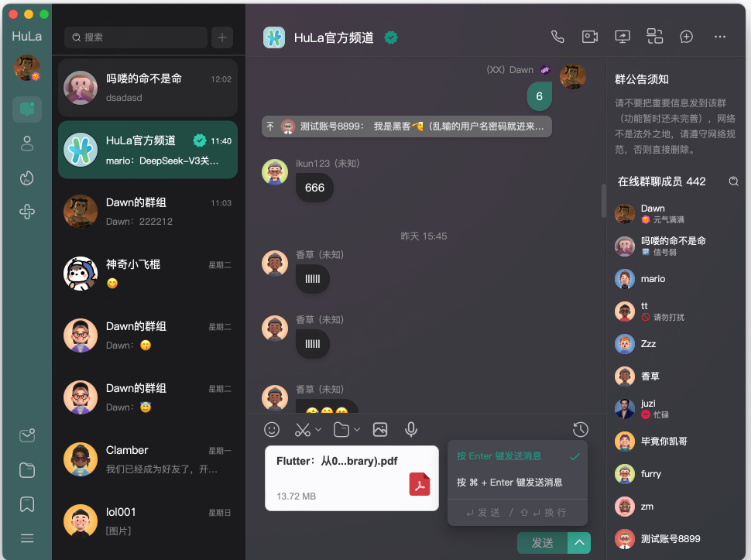 HuLa
搜索
吗喽的命不是命
12:02
dsadasd
HuLa官方频道
11:40
mario：DeepSeek-V3关...
Dawn的群组
11:03
Dawn：222212
神奇小飞棍
星期二
Dawn的群组
星期二
Dawn：
Dawn的群组
星期二
Dawn：
Clamber
星期一
我们已经成为好友了，开...
lol001
星期日
[图片]
HuLa官方频道
(XX) Dawn
6
测试账号8899： 我是黑客（乱输的用户名密码就进来...
ikun123（未知）
666
昨天 15:45
香草（未知）
llllll
香草（未知）
llllll
香草（未知）
Flutter：从0...brary).pdf
13.72 MB
按 Enter 键发送消息
按 ⌘ + Enter 键发送消息
↵ 发送 / ⇧ ↵ 换行
发送
群公告须知
请不要把重要信息发到该群
（功能暂时还未完善），网络
不是法外之地，请遵守网络规
范，否则直接删除。
在线群聊成员 442
Dawn
元气满满
吗喽的命不是命
信号弱
mario
tt
请勿打扰
Zzz
香草
juzi
忙碌
毕竟你凯哥
furry
zm
测试账号8899